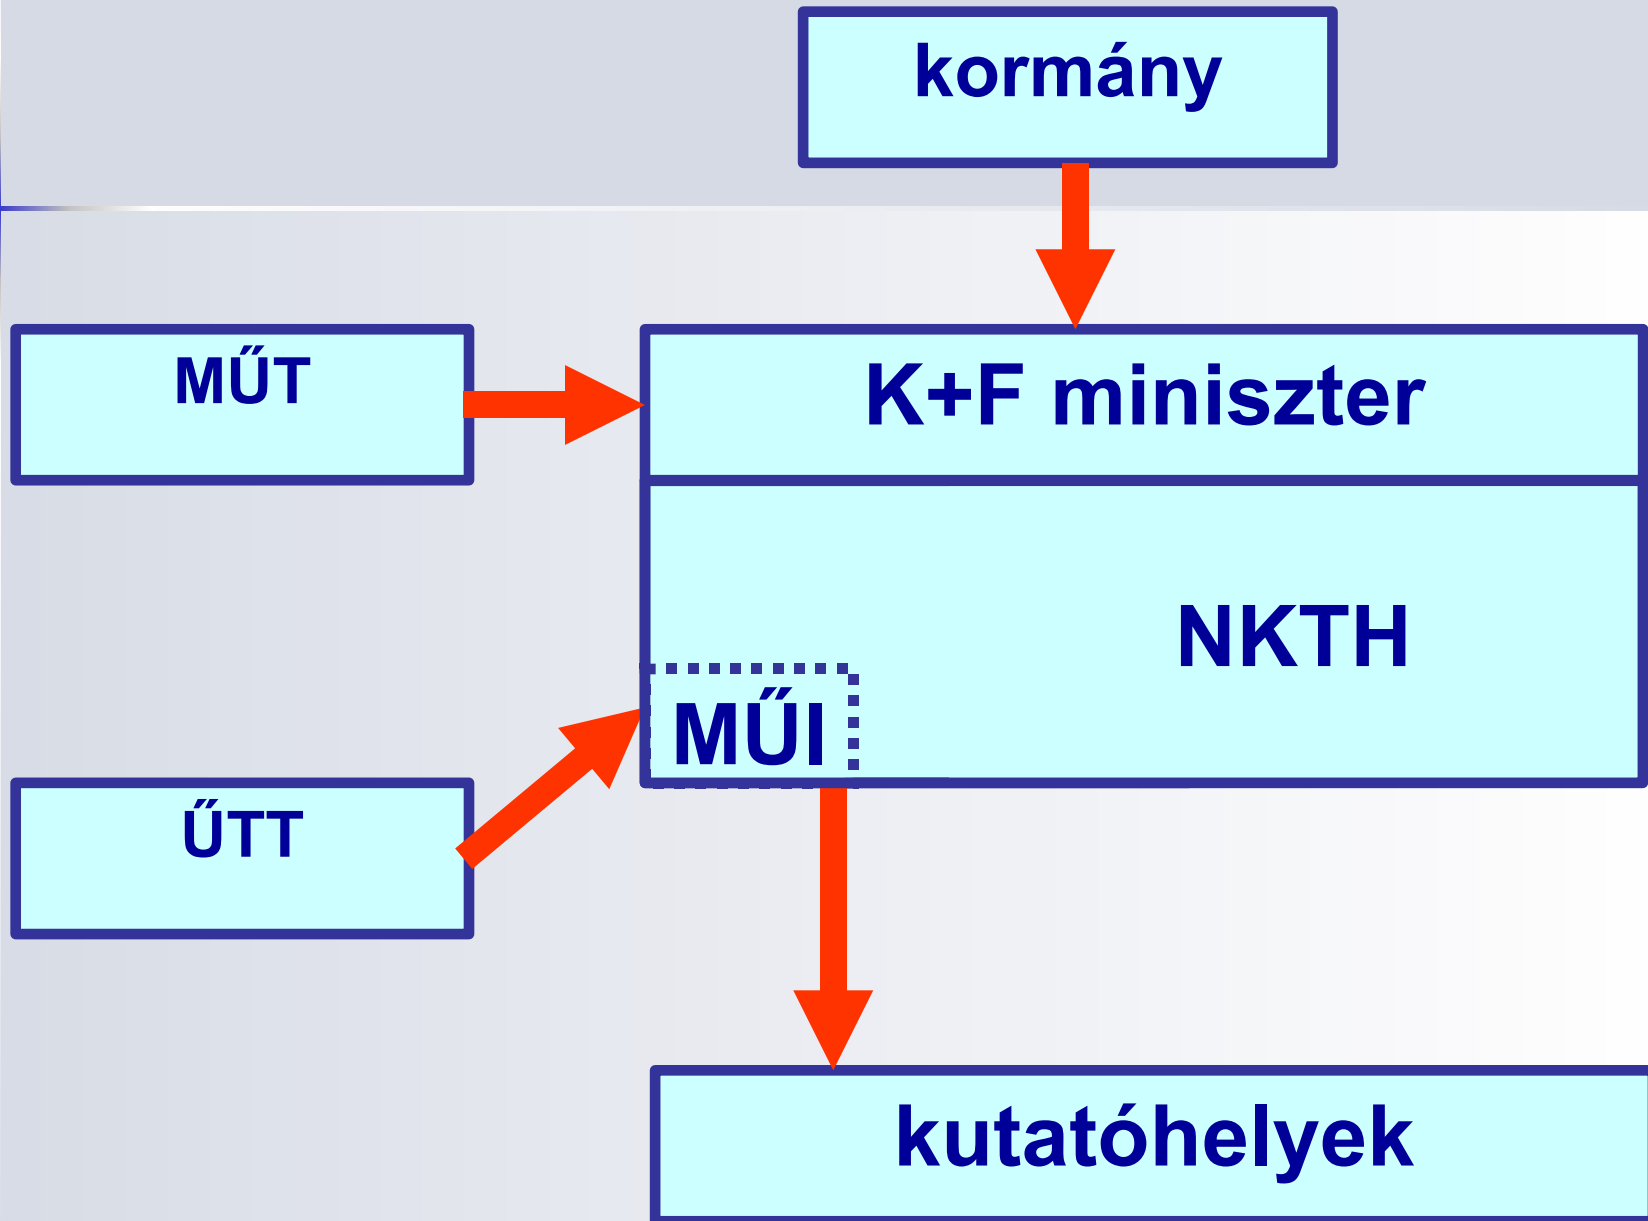 kormány
MŰT
K+F miniszter
NKTH
MŰI
ŰTT
kutatóhelyek